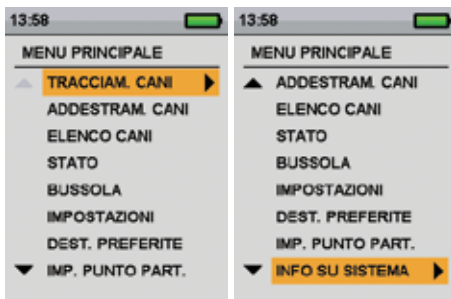 13:58
MENU PRINCIPALE
TRACCIAM. CANI
ADDESTRAM. CANI
ELENCO CANI
STATO
BUSSOLA
IMPOSTAZIONI
DEST. PREFERITE
IMP. PUNTO PART.
13:58
MENU PRINCIPALE
ADDESTRAM. CANI
ELENCO CANI
STATO
BUSSOLA
IMPOSTAZIONI
DEST. PREFERITE
IMP. PUNTO PART.
INFO SU SISTEMA